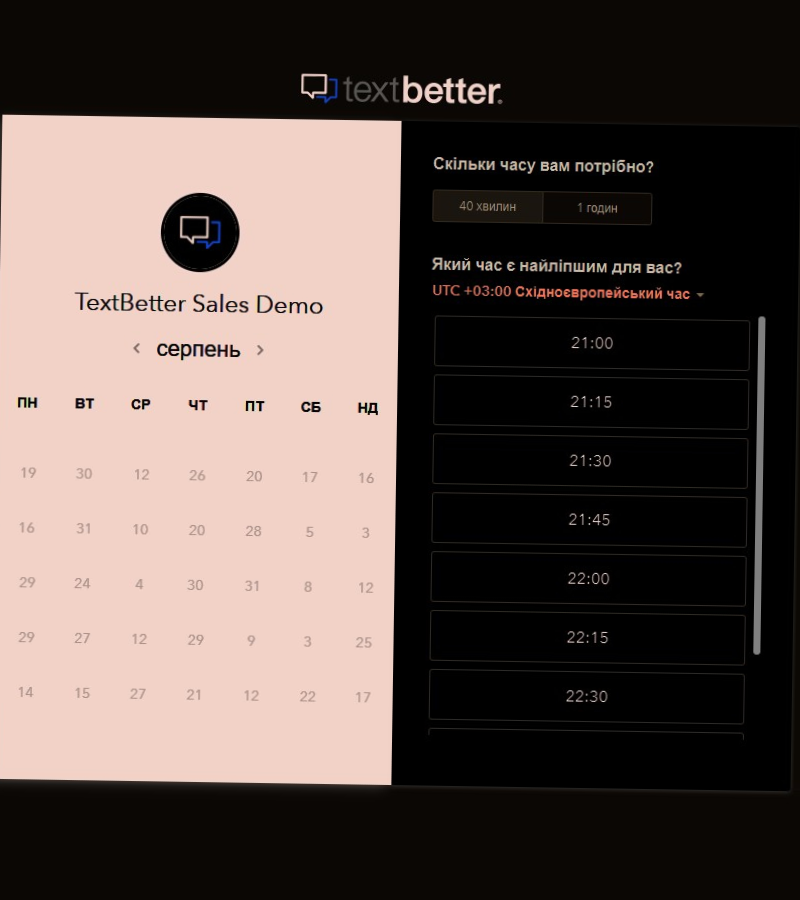 textbetter.
TextBetter Sales Demo
серпень
ПН ВТ СР ЧТ ПТ СБ НД
19 30 12 26 20 17 16
16 31 10 20 28 5 3
29 24 4 30 31 8 12
29 27 12 29 9 3 25
14 15 27 21 12 22 17
Скільки часу вам потрібно?
40 хвилин 1 годин
Який час є найліпшим для вас?
UTC +03:00 Східноєвропейський час
21:00
21:15
21:30
21:45
22:00
22:15
22:30